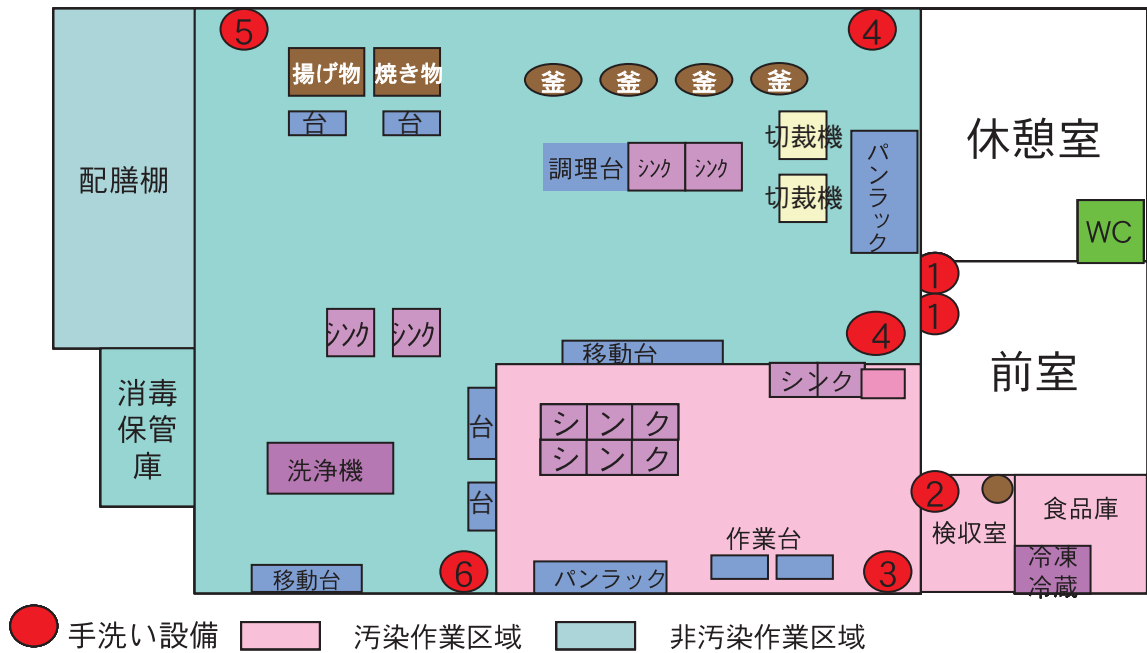 5
4
揚げ物
焼き物
釜
釜
釜
釜
台
台
切裁機
調理台
シンク
シンク
切裁機
パンラック
休憩室
WC
配膳棚
1
1
シンク
シンク
移動台
4
前室
消毒
保管
庫
シンク
台
シンク
シンク
洗浄機
台
2
検収室
食品庫
作業台
冷凍
冷蔵
移動台
6
パンラック
3
手洗い設備
汚染作業区域
非汚染作業区域